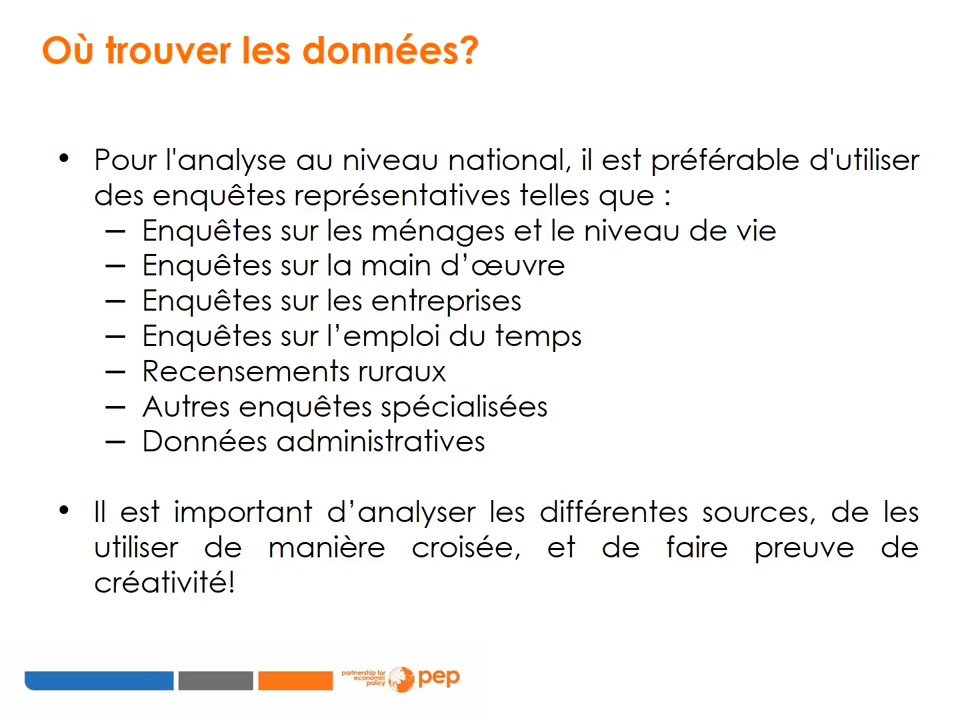 Où trouver les données?
• Pour l'analyse au niveau national, il est préférable d'utiliser
des enquêtes représentatives telles que :
– Enquêtes sur les ménages et le niveau de vie
– Enquêtes sur la main d’œuvre
– Enquêtes sur les entreprises
– Enquêtes sur l’emploi du temps
– Recensements ruraux
– Autres enquêtes spécialisées
– Données administratives
• Il est important d’analyser les différentes sources, de les
utiliser de manière croisée, et de faire preuve de
créativité!
partnership for
economic
policy
pep